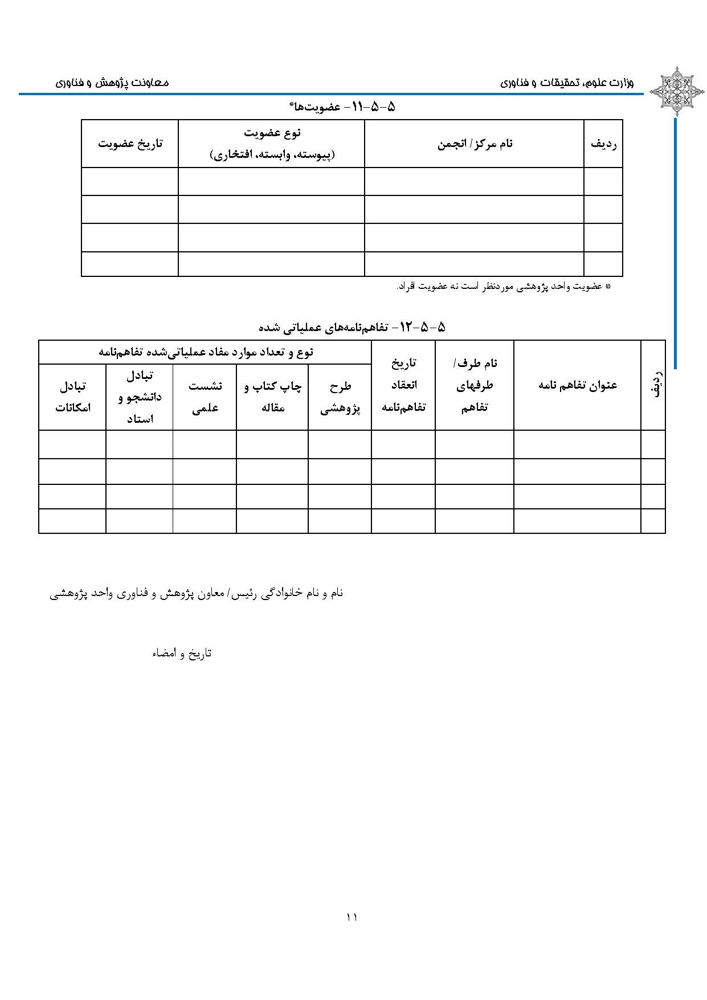 وزارت علوم، تحقیقات و فناوری
معاونت پژوهش و فناوری
۵-۵-۱۱- عضویت‌ها*
ردیف
نام مرکز/ انجمن
نوع عضویت
(پیوسته، وابسته، افتخاری)
تاریخ عضویت
* عضویت واحد پژوهشی موردنظر است نه عضویت افراد.
۵-۵-۱۲- تفاهم‌نامه‌های عملیاتی شده
ردیف
عنوان تفاهم نامه
نام طرف/
طرفهای
تفاهم
تاریخ
انعقاد
تفاهم‌نامه
نوع و تعداد موارد مفاد عملیاتی‌شده تفاهم‌نامه
طرح
پژوهشی
چاپ کتاب و
مقاله
نشست
علمی
تبادل
دانشجو و
استاد
تبادل
امکانات
نام و نام خانوادگی رئیس/ معاون پژوهش و فناوری واحد پژوهشی
تاریخ و امضاء
۱۱